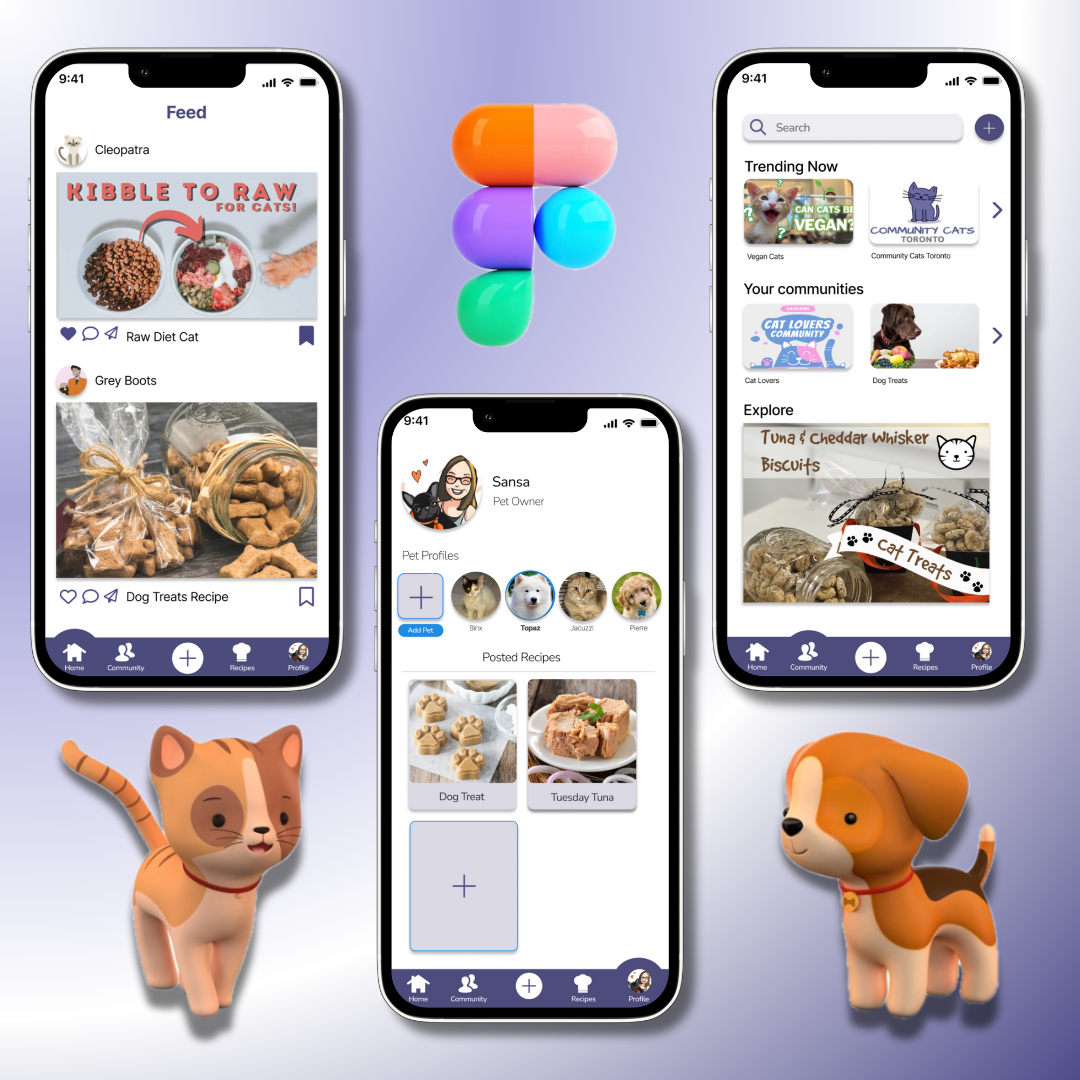 9:41
Feed
Cleopatra
KIBBLE TO RAW
FOR CATS!
Raw Diet Cat
Grey Boots
Dog Treats Recipe
Home
Community
Recipes
Profile
9:41
Sansa
Pet Owner
Pet Profiles
Add Pet
Binx
Topaz
Jacuzzi
Pierre
Posted Recipes
Dog Treat
Tuesday Tuna
Home
Community
Recipes
Profile
9:41
Search
Trending Now
CAN CATS BE
VEGAN?
COMMUNITY CATS
TORONTO
Vegan Cats
Community Cats Toronto
Your communities
CAT LOVERS
COMMUNITY
Cat Lovers
Dog Treats
Explore
Tuna & Cheddar Whisker
Biscuits
Cat Treats
Home
Community
Recipes
Profile